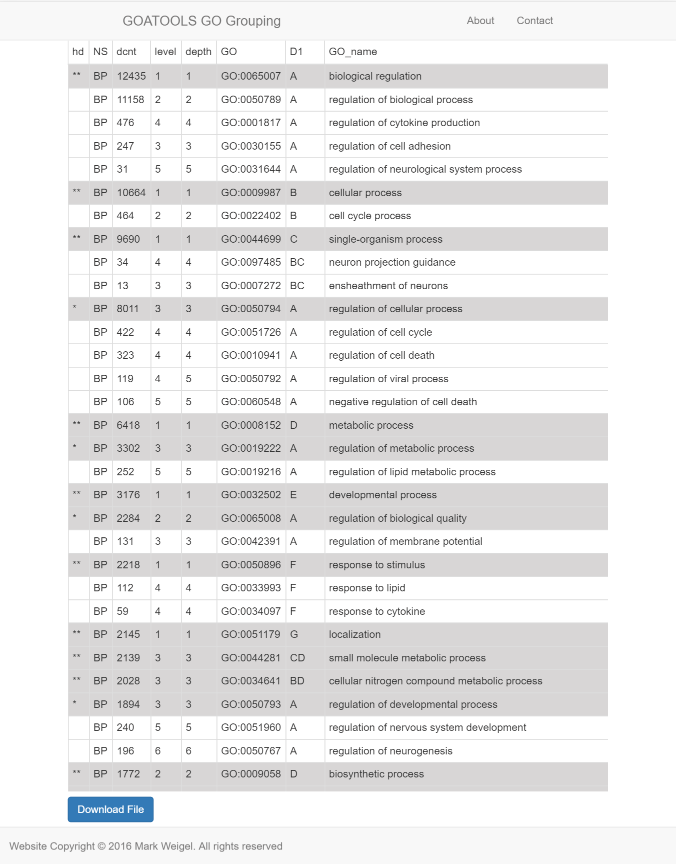 GOATOOLS GO Grouping About Contact
hd NS dcnt level depth GO D1 GO_name
** BP 12435 1 1 GO:0065007 A biological regulation
BP 11158 2 2 GO:0050789 A regulation of biological process
BP 476 4 4 GO:0001817 A regulation of cytokine production
BP 247 3 3 GO:0030155 A regulation of cell adhesion
BP 31 5 5 GO:0031644 A regulation of neurological system process
** BP 10664 1 1 GO:0009987 B cellular process
BP 464 2 2 GO:0022402 B cell cycle process
** BP 9690 1 1 GO:0044699 C single-organism process
BP 34 4 4 GO:0097485 BC neuron projection guidance
BP 13 3 3 GO:0007272 BC ensheathment of neurons
* BP 8011 3 3 GO:0050794 A regulation of cellular process
BP 422 4 4 GO:0051726 A regulation of cell cycle
BP 323 4 4 GO:0010941 A regulation of cell death
BP 119 4 5 GO:0050792 A regulation of viral process
BP 106 5 5 GO:0060548 A negative regulation of cell death
** BP 6418 1 1 GO:0008152 D metabolic process
* BP 3302 3 3 GO:0019222 A regulation of metabolic process
BP 252 5 5 GO:0019216 A regulation of lipid metabolic process
** BP 3176 1 1 GO:0032502 E developmental process
* BP 2284 2 2 GO:0065008 A regulation of biological quality
BP 131 3 3 GO:0042391 A regulation of membrane potential
** BP 2218 1 1 GO:0050896 F response to stimulus
BP 112 4 4 GO:0033993 F response to lipid
BP 59 4 4 GO:0034097 F response to cytokine
** BP 2145 1 1 GO:0051179 G localization
** BP 2139 3 3 GO:0044281 CD small molecule metabolic process
** BP 2028 3 3 GO:0034641 BD cellular nitrogen compound metabolic process
* BP 1894 3 3 GO:0050793 A regulation of developmental process
BP 240 5 5 GO:0051960 A regulation of nervous system development
BP 196 6 6 GO:0050767 A regulation of neurogenesis
** BP 1772 2 2 GO:0009058 D biosynthetic process
Download File
Website Copyright © 2016 Mark Weigel. All rights reserved